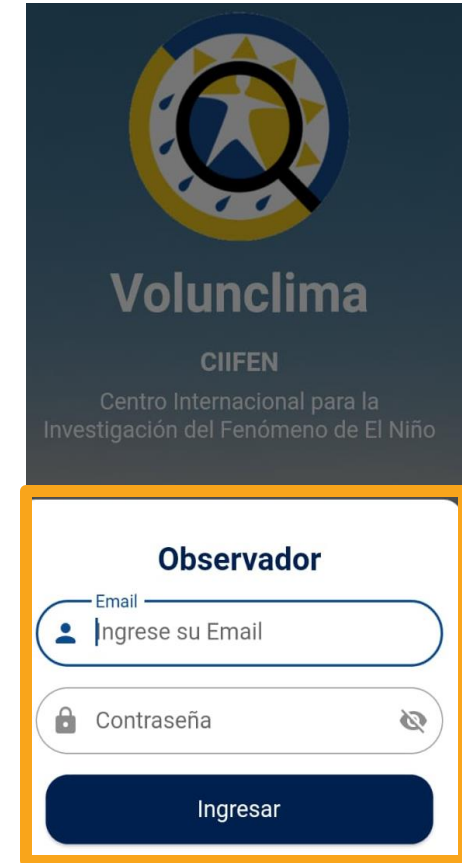 Volunclima
CIIFEN
Centro Internacional para la
Investigación del Fenómeno de El Niño
Observador
Email
Ingrese su Email
Contraseña
Ingresar